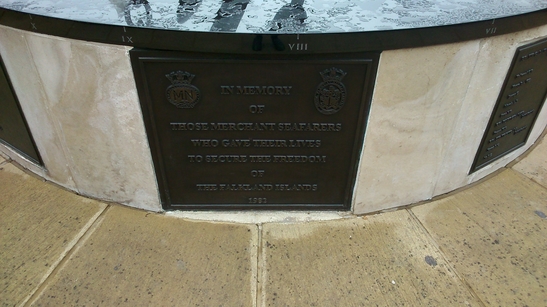 IX
VIII
VII
IN MEMORY
OF
THOSE MERCHANT SEAFARERS
WHO GAVE THEIR LIVES
TO SECURE THE FREEDOM
OF
THE FALKLAND ISLANDS
1982